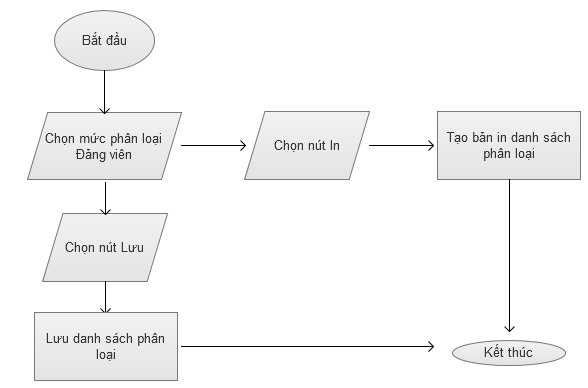 Bắt đầu
Chọn mức phân loại
Đảng viên
Chọn nút In
Tạo bản in danh sách
phân loại
Chọn nút Lưu
Lưu danh sách phân
loại
Kết thúc